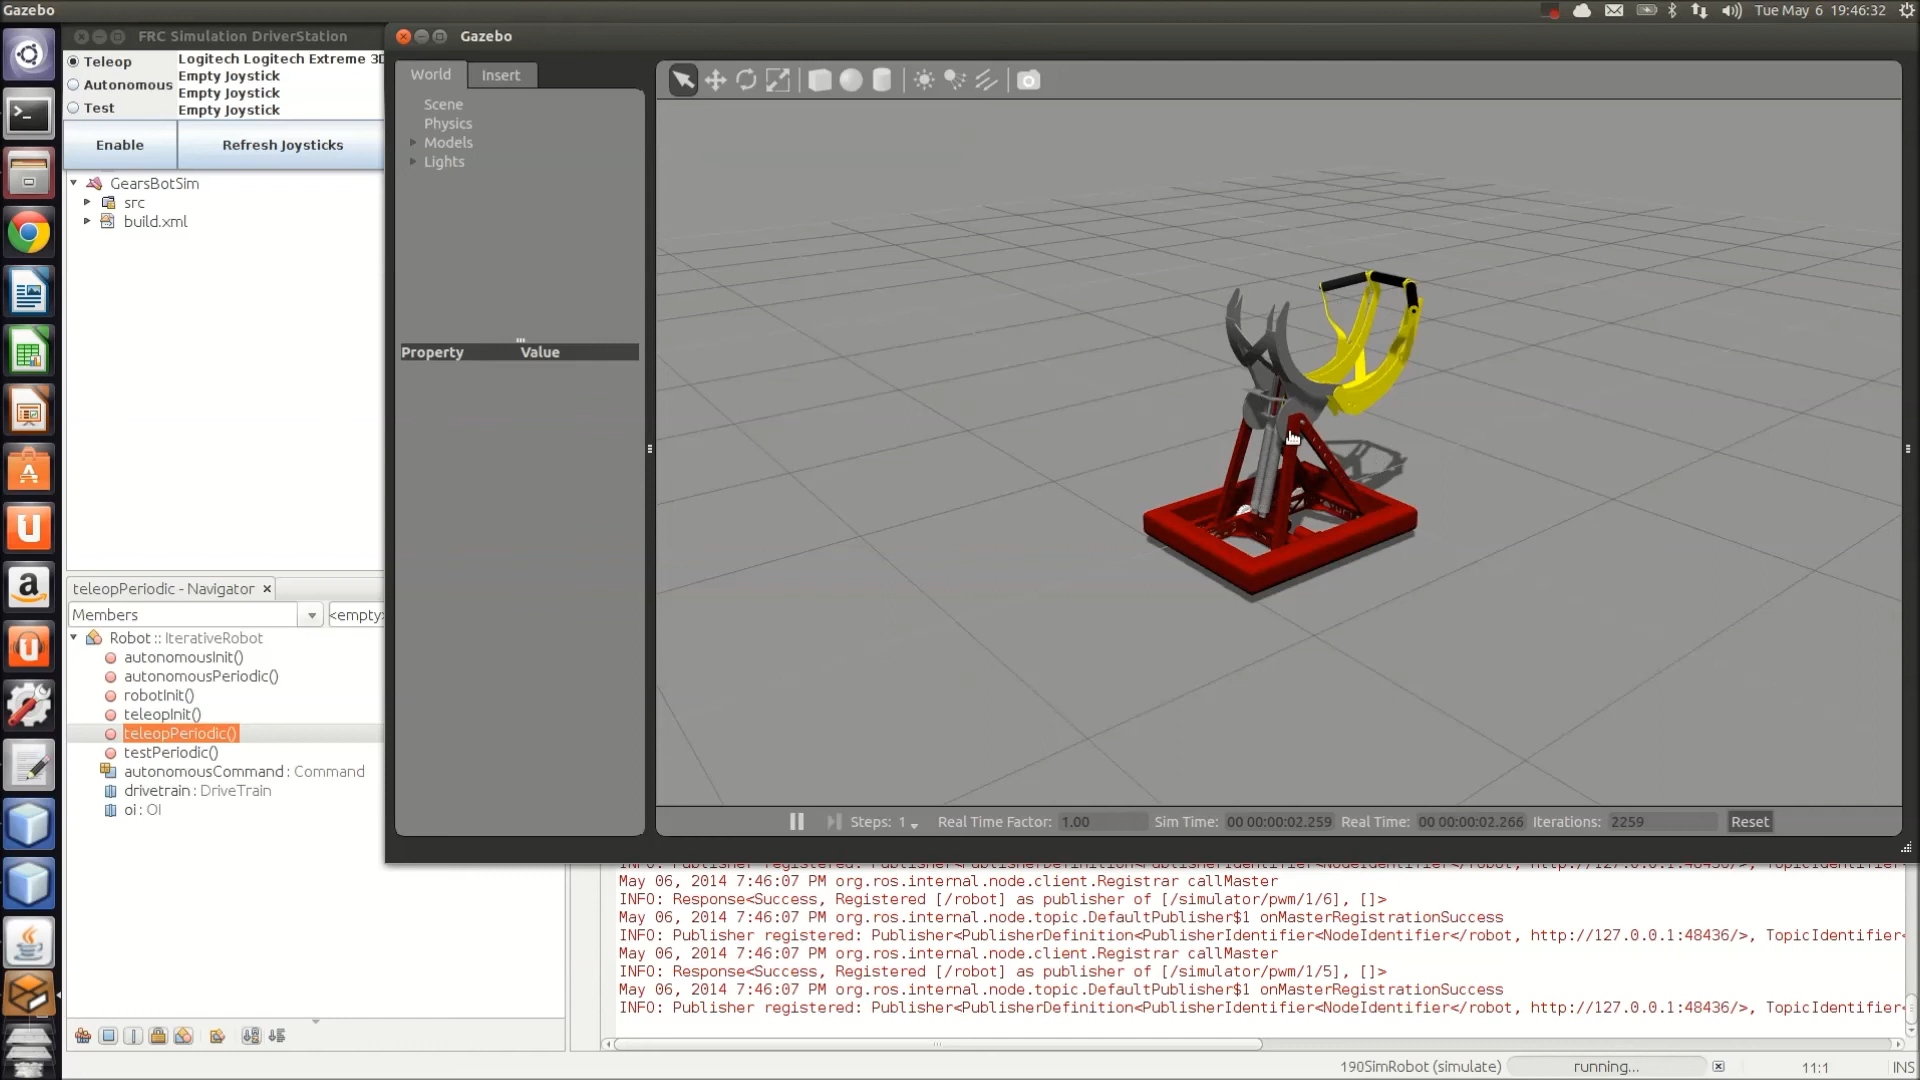 Gazebo
Tue May 6 19:46:32
FRC Simulation DriverStation
Teleop
Autonomous
Test
Logitech Logitech Extreme 3D
Empty Joystick
Empty Joystick
Empty Joystick
Enable
Refresh Joysticks
GearsBotSim
src
build.xml
teleopPeriodic - Navigator
Members
<empty>
Robot :: IterativeRobot
autonomousInit()
autonomousPeriodic()
robotInit()
teleopInit()
teleopPeriodic()
testPeriodic()
autonomousCommand : Command
drivetrain : DriveTrain
oi : OI
Gazebo
World
Insert
Scene
Physics
Models
Lights
Property Value
Steps: 1
Real Time Factor: 1.00
Sim Time: 00 00:00:02.259
Real Time: 00 00:00:02.266
Iterations: 2259
Reset
May 06, 2014 7:46:07 PM org.ros.internal.node.client.Registrar callMaster
INFO: Response<Success, Registered [/robot] as publisher of [/simulator/pwm/1/6], []>
May 06, 2014 7:46:07 PM org.ros.internal.node.topic.DefaultPublisher$1 onMasterRegistrationSuccess
INFO: Publisher registered: Publisher<PublisherDefinition<PublisherIdentifier<NodeIdentifier</robot, http://127.0.0.1:48436/>, TopicIdentifier<
May 06, 2014 7:46:07 PM org.ros.internal.node.client.Registrar callMaster
INFO: Response<Success, Registered [/robot] as publisher of [/simulator/pwm/1/5], []>
May 06, 2014 7:46:07 PM org.ros.internal.node.topic.DefaultPublisher$1 onMasterRegistrationSuccess
INFO: Publisher registered: Publisher<PublisherDefinition<PublisherIdentifier<NodeIdentifier</robot, http://127.0.0.1:48436/>, TopicIdentifier<
190SimRobot (simulate)
running...
11:1
INS